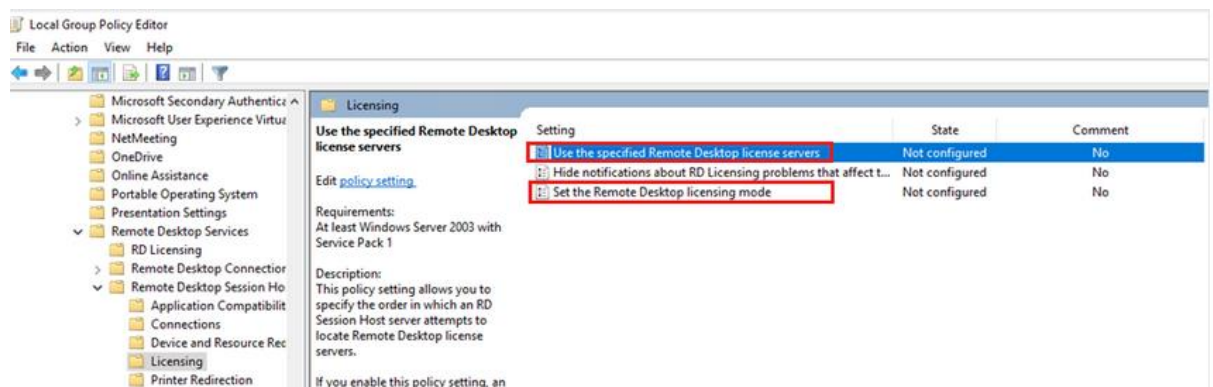 Local Group Policy Editor
File Action View Help
Microsoft Secondary Authentica
Microsoft User Experience Virtua
NetMeeting
OneDrive
Online Assistance
Portable Operating System
Presentation Settings
Remote Desktop Services
RD Licensing
Remote Desktop Connection
Remote Desktop Session Ho
Application Compatibilit
Connections
Device and Resource Red
Licensing
Printer Redirection
Licensing
Use the specified Remote Desktop
license servers
Edit policy setting.
Requirements:
At least Windows Server 2003 with
Service Pack 1
Description:
This policy setting allows you to
specify the order in which an RD
Session Host server attempts to
locate Remote Desktop license
servers.
If you enable this policy setting, an
Setting State Comment
Use the specified Remote Desktop license servers Not configured No
Hide notifications about RD Licensing problems that affect t... Not configured No
Set the Remote Desktop licensing mode Not configured No